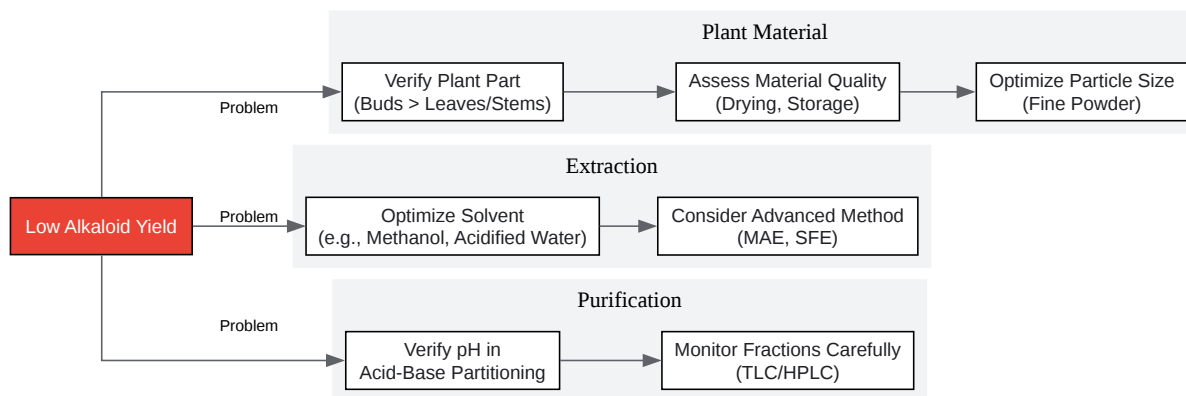 Plant Material
Verify Plant Part
(Buds > Leaves/Stems)
Assess Material Quality
(Drying, Storage)
Optimize Particle Size
(Fine Powder)
Problem
Extraction
Low Alkaloid Yield
Problem
Optimize Solvent
(e.g., Methanol, Acidified Water)
Consider Advanced Method
(MAE, SFE)
Purification
Problem
Verify pH in
Acid-Base Partitioning
Monitor Fractions Carefully
(TLC/HPLC)